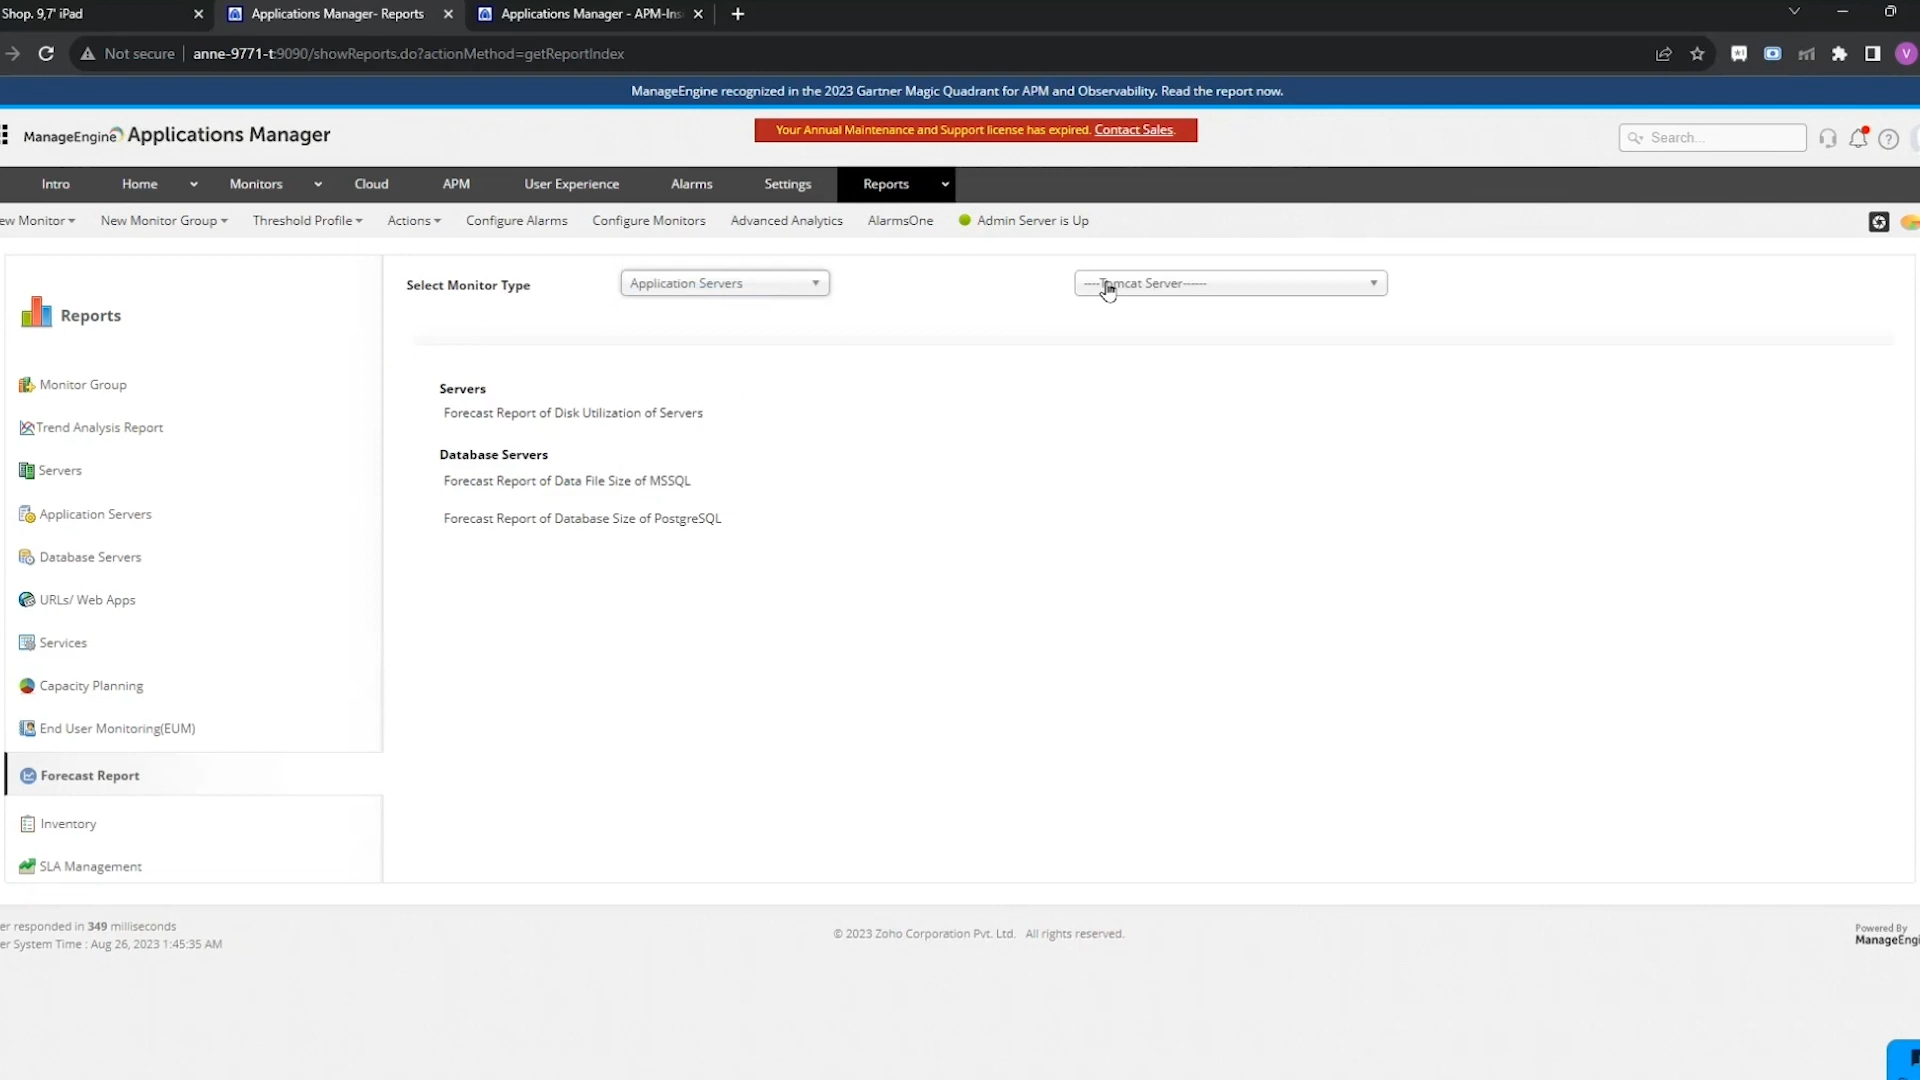 Shop. 9,7' iPad
Applications Manager- Reports
Applications Manager - APM-Ins
Not secure
anne-9771-t:9090/showReports.do?actionMethod=getReportIndex
V
ManageEngine recognized in the 2023 Gartner Magic Quadrant for APM and Observability. Read the report now.
ManageEngine Applications Manager
Your Annual Maintenance and Support license has expired. Contact Sales.
Search...
Intro Home Monitors Cloud APM User Experience Alarms Settings Reports
ew Monitor New Monitor Group Threshold Profile Actions Configure Alarms Configure Monitors Advanced Analytics AlarmsOne Admin Server is Up
Reports
Monitor Group
Trend Analysis Report
Servers
Application Servers
Database Servers
URLs/ Web Apps
Services
Capacity Planning
End User Monitoring(EUM)
Forecast Report
Inventory
SLA Management
Select Monitor Type
Application Servers
----Tomcat Server------
Servers
Forecast Report of Disk Utilization of Servers
Database Servers
Forecast Report of Data File Size of MSSQL
Forecast Report of Database Size of PostgreSQL
er responded in 349 milliseconds
er System Time : Aug 26, 2023 1:45:35 AM
© 2023 Zoho Corporation Pvt. Ltd. All rights reserved.
Powered By
ManageEngi